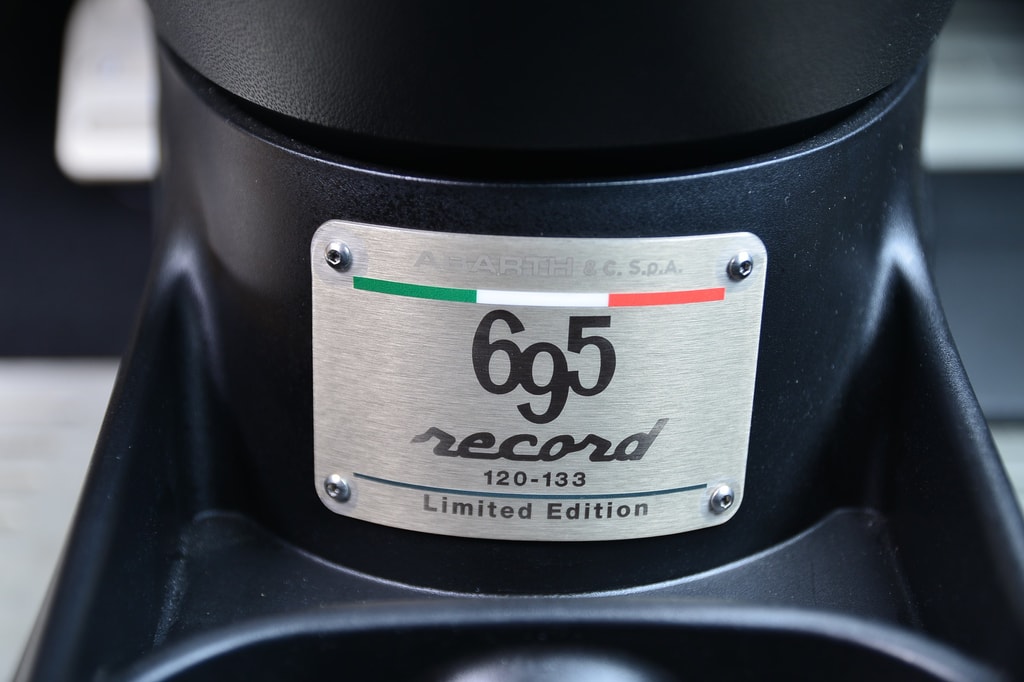 ABARTH & C. S.p.A.
695
record
120-133
Limited Edition